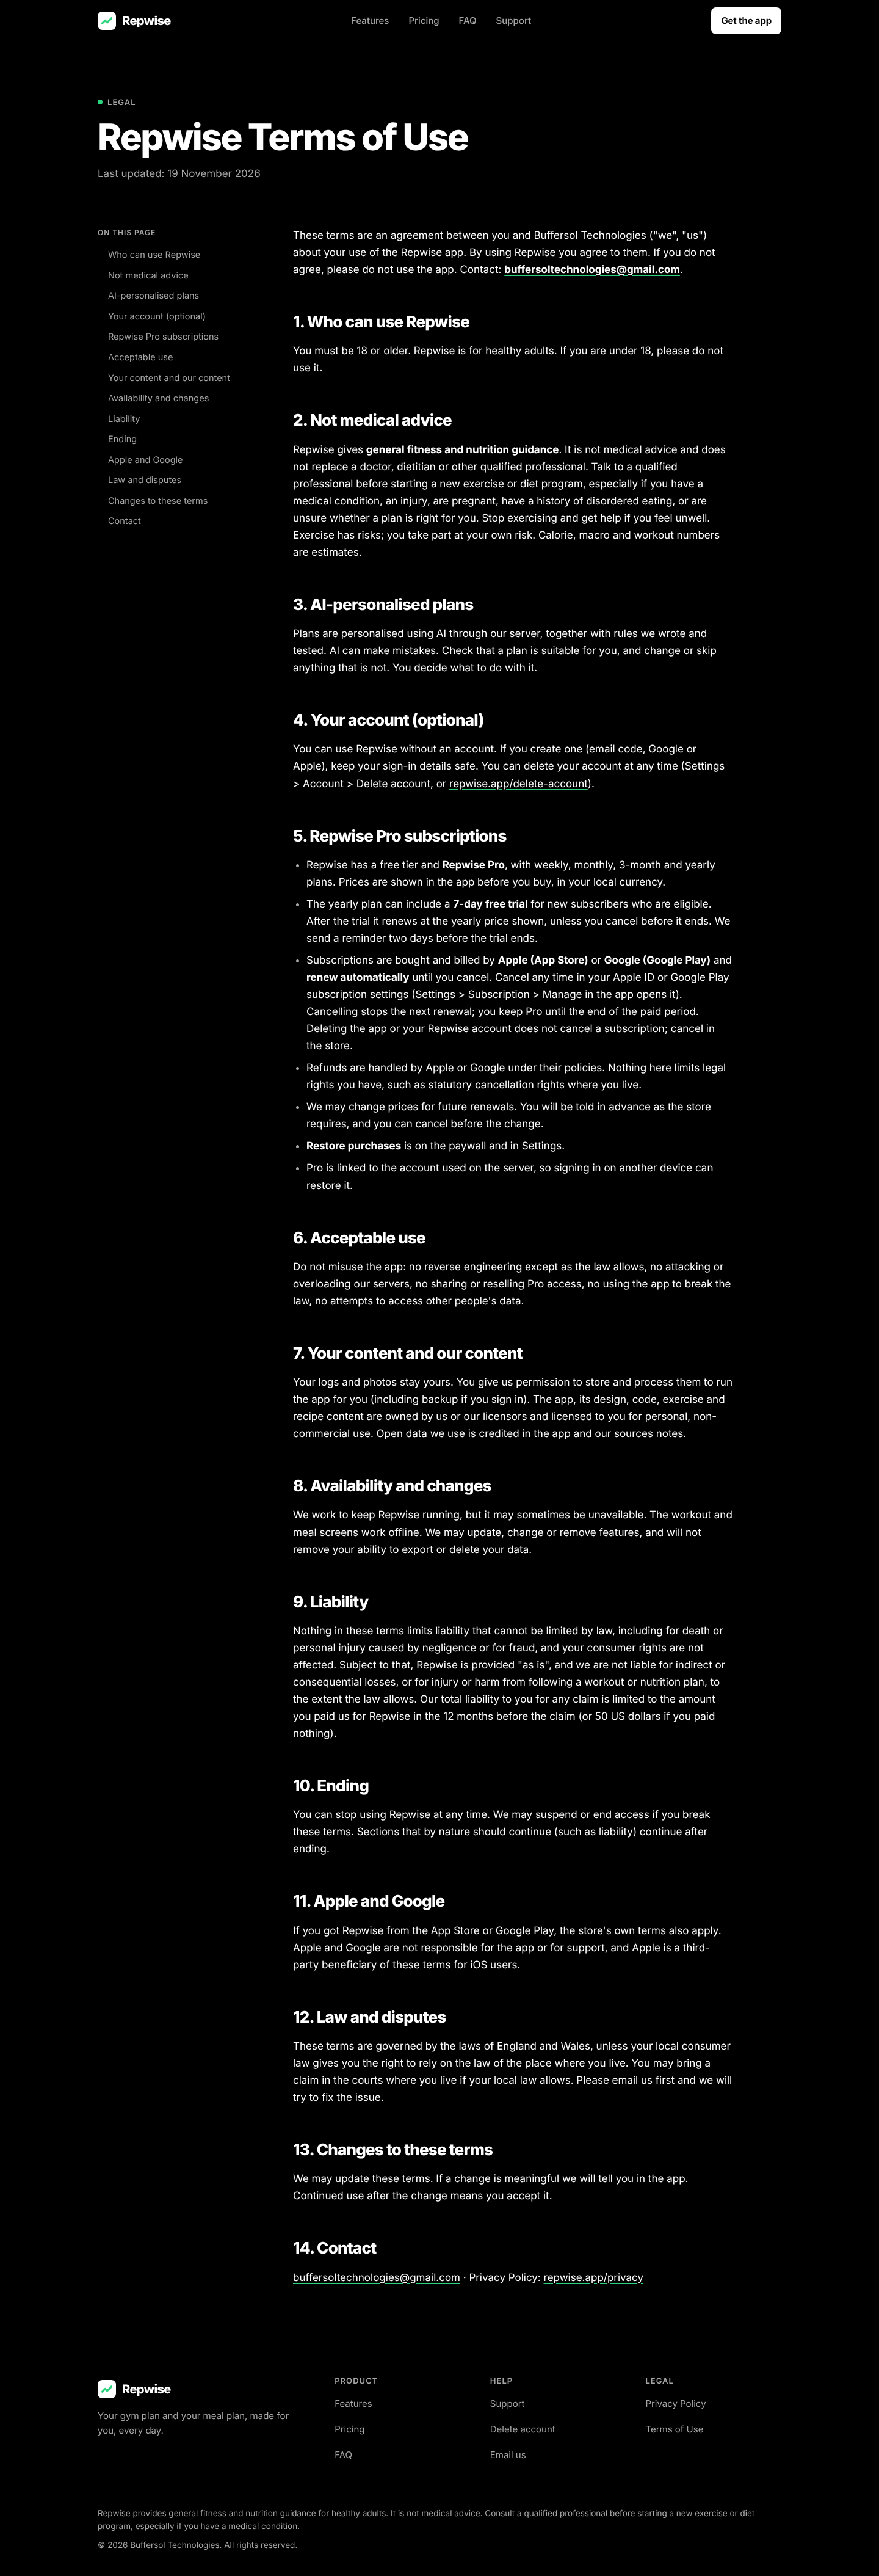 Repwise
Features
Pricing
FAQ
Support
Get the app
LEGAL
Repwise Terms of Use
Last updated: 19 November 2026
ON THIS PAGE
Who can use Repwise
Not medical advice
AI-personalised plans
Your account (optional)
Repwise Pro subscriptions
Acceptable use
Your content and our content
Availability and changes
Liability
Ending
Apple and Google
Law and disputes
Changes to these terms
Contact
These terms are an agreement between you and Buffersol Technologies ("we", "us")
about your use of the Repwise app. By using Repwise you agree to them. If you do not
agree, please do not use the app. Contact: buffersoltechnologies@gmail.com.
1. Who can use Repwise
You must be 18 or older. Repwise is for healthy adults. If you are under 18, please do not
use it.
2. Not medical advice
Repwise gives general fitness and nutrition guidance. It is not medical advice and does
not replace a doctor, dietitian or other qualified professional. Talk to a qualified
professional before starting a new exercise or diet program, especially if you have a
medical condition, an injury, are pregnant, have a history of disordered eating, or are
unsure whether a plan is right for you. Stop exercising and get help if you feel unwell.
Exercise has risks; you take part at your own risk. Calorie, macro and workout numbers
are estimates.
3. AI-personalised plans
Plans are personalised using AI through our server, together with rules we wrote and
tested. AI can make mistakes. Check that a plan is suitable for you, and change or skip
anything that is not. You decide what to do with it.
4. Your account (optional)
You can use Repwise without an account. If you create one (email code, Google or
Apple), keep your sign-in details safe. You can delete your account at any time (Settings
> Account > Delete account, or repwise.app/delete-account).
5. Repwise Pro subscriptions
• Repwise has a free tier and Repwise Pro, with weekly, monthly, 3-month and yearly
plans. Prices are shown in the app before you buy, in your local currency.
• The yearly plan can include a 7-day free trial for new subscribers who are eligible.
After the trial it renews at the yearly price shown, unless you cancel before it ends. We
send a reminder two days before the trial ends.
• Subscriptions are bought and billed by Apple (App Store) or Google (Google Play) and
renew automatically until you cancel. Cancel any time in your Apple ID or Google Play
subscription settings (Settings > Subscription > Manage in the app opens it).
Cancelling stops the next renewal; you keep Pro until the end of the paid period.
Deleting the app or your Repwise account does not cancel a subscription; cancel in
the store.
• Refunds are handled by Apple or Google under their policies. Nothing here limits legal
rights you have, such as statutory cancellation rights where you live.
• We may change prices for future renewals. You will be told in advance as the store
requires, and you can cancel before the change.
• Restore purchases is on the paywall and in Settings.
• Pro is linked to the account used on the server, so signing in on another device can
restore it.
6. Acceptable use
Do not misuse the app: no reverse engineering except as the law allows, no attacking or
overloading our servers, no sharing or reselling Pro access, no using the app to break the
law, no attempts to access other people's data.
7. Your content and our content
Your logs and photos stay yours. You give us permission to store and process them to run
the app for you (including backup if you sign in). The app, its design, code, exercise and
recipe content are owned by us or our licensors and licensed to you for personal, non-
commercial use. Open data we use is credited in the app and our sources notes.
8. Availability and changes
We work to keep Repwise running, but it may sometimes be unavailable. The workout and
meal screens work offline. We may update, change or remove features, and will not
remove your ability to export or delete your data.
9. Liability
Nothing in these terms limits liability that cannot be limited by law, including for death or
personal injury caused by negligence or for fraud, and your consumer rights are not
affected. Subject to that, Repwise is provided "as is", and we are not liable for indirect or
consequential losses, or for injury or harm from following a workout or nutrition plan, to
the extent the law allows. Our total liability to you for any claim is limited to the amount
you paid us for Repwise in the 12 months before the claim (or 50 US dollars if you paid
nothing).
10. Ending
You can stop using Repwise at any time. We may suspend or end access if you break
these terms. Sections that by nature should continue (such as liability) continue after
ending.
11. Apple and Google
If you got Repwise from the App Store or Google Play, the store's own terms also apply.
Apple and Google are not responsible for the app or for support, and Apple is a third-
party beneficiary of these terms for iOS users.
12. Law and disputes
These terms are governed by the laws of England and Wales, unless your local consumer
law gives you the right to rely on the law of the place where you live. You may bring a
claim in the courts where you live if your local law allows. Please email us first and we will
try to fix the issue.
13. Changes to these terms
We may update these terms. If a change is meaningful we will tell you in the app.
Continued use after the change means you accept it.
14. Contact
buffersoltechnologies@gmail.com · Privacy Policy: repwise.app/privacy
Repwise
Your gym plan and your meal plan, made for
you, every day.
PRODUCT
Features
Pricing
FAQ
HELP
Support
Delete account
Email us
LEGAL
Privacy Policy
Terms of Use
Repwise provides general fitness and nutrition guidance for healthy adults. It is not medical advice. Consult a qualified professional before starting a new exercise or diet
program, especially if you have a medical condition.
© 2026 Buffersol Technologies. All rights reserved.